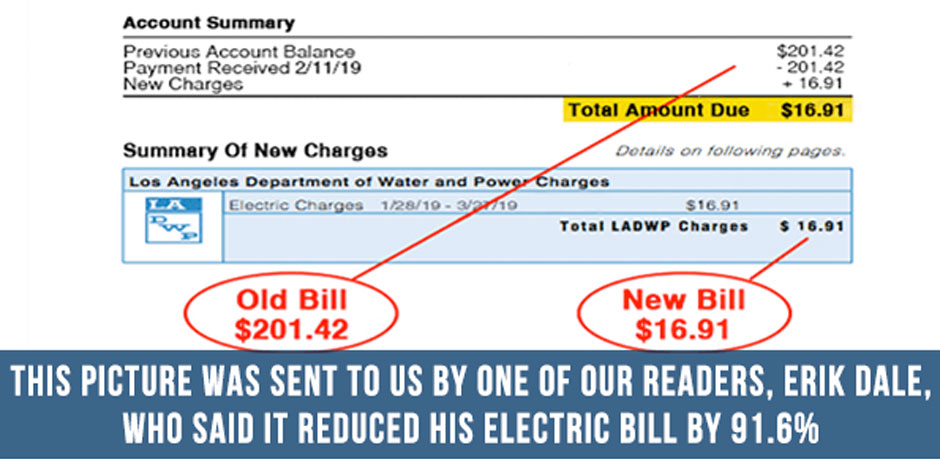 Account Summary
Previous Account Balance $201.42
Payment Received 2/11/19 - 201.42
New Charges + 16.91
Total Amount Due $16.91
Summary Of New Charges Details on following pages.
Los Angeles Department of Water and Power Charges
LA
DWP
Electric Charges 1/28/19 - 3/27/19 $16.91
Total LADWP Charges $ 16.91
Old Bill
$201.42
New Bill
$16.91
THIS PICTURE WAS SENT TO US BY ONE OF OUR READERS, ERIK DALE,
WHO SAID IT REDUCED HIS ELECTRIC BILL BY 91.6%